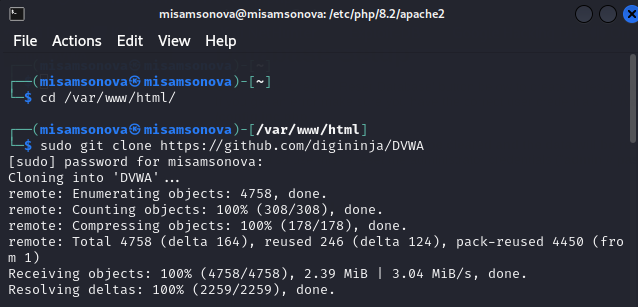 misamsonova@misamsonova: /etc/php/8.2/apache2
File Actions Edit View Help
┌──(misamsonova㉿misamsonova)-[~]
└─$ cd /var/www/html/
┌──(misamsonova㉿misamsonova)-[/var/www/html]
└─$ sudo git clone https://github.com/digininja/DVWA
[sudo] password for misamsonova:
Cloning into 'DVWA'...
remote: Enumerating objects: 4758, done.
remote: Counting objects: 100% (308/308), done.
remote: Compressing objects: 100% (178/178), done.
remote: Total 4758 (delta 164), reused 246 (delta 124), pack-reused 4450 (fro
m 1)
Receiving objects: 100% (4758/4758), 2.39 MiB | 3.04 MiB/s, done.
Resolving deltas: 100% (2259/2259), done.